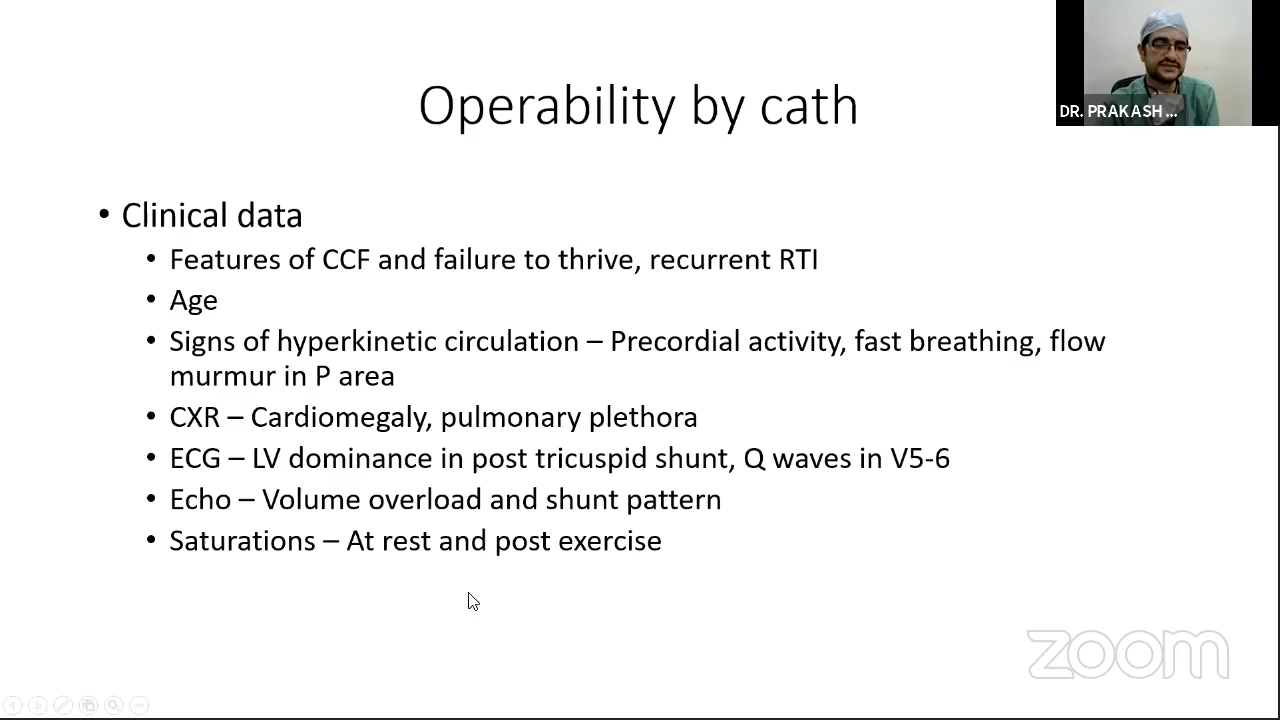 DR. PRAKASH ...
Operability by cath
• Clinical data
• Features of CCF and failure to thrive, recurrent RTI
• Age
• Signs of hyperkinetic circulation – Precordial activity, fast breathing, flow
murmur in P area
• CXR – Cardiomegaly, pulmonary plethora
• ECG – LV dominance in post tricuspid shunt, Q waves in V5-6
• Echo – Volume overload and shunt pattern
• Saturations – At rest and post exercise
zoom